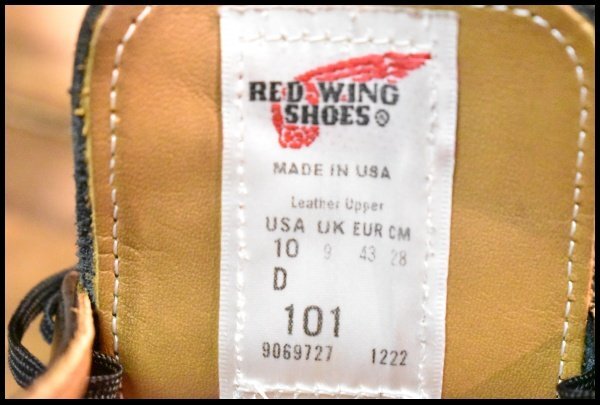 RED WING
SHOES®
MADE IN USA
Leather Upper
USA UK EUR CM
10 9 43 28
D
101
9069727 1222